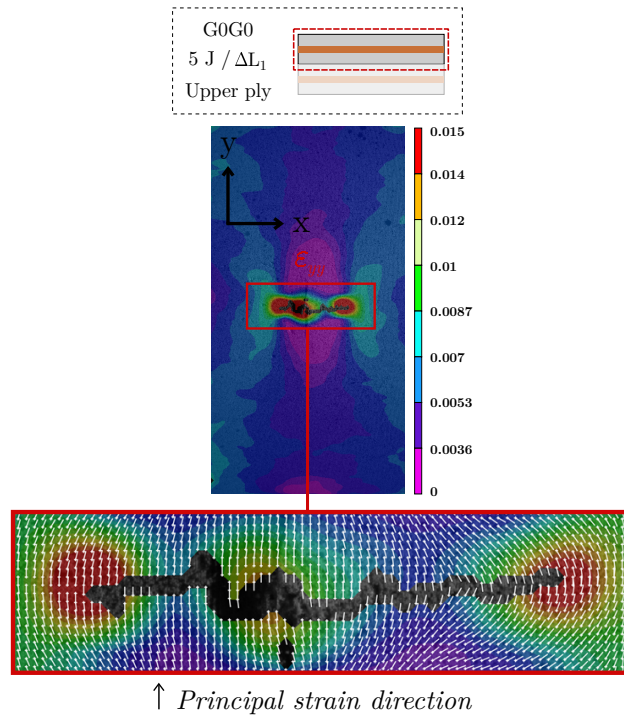 G0G0
5 J / ΔL₁
Upper ply
y
x
εyy
0.015
0.014
0.012
0.01
0.0087
0.007
0.0053
0.0036
0
↑ Principal strain direction